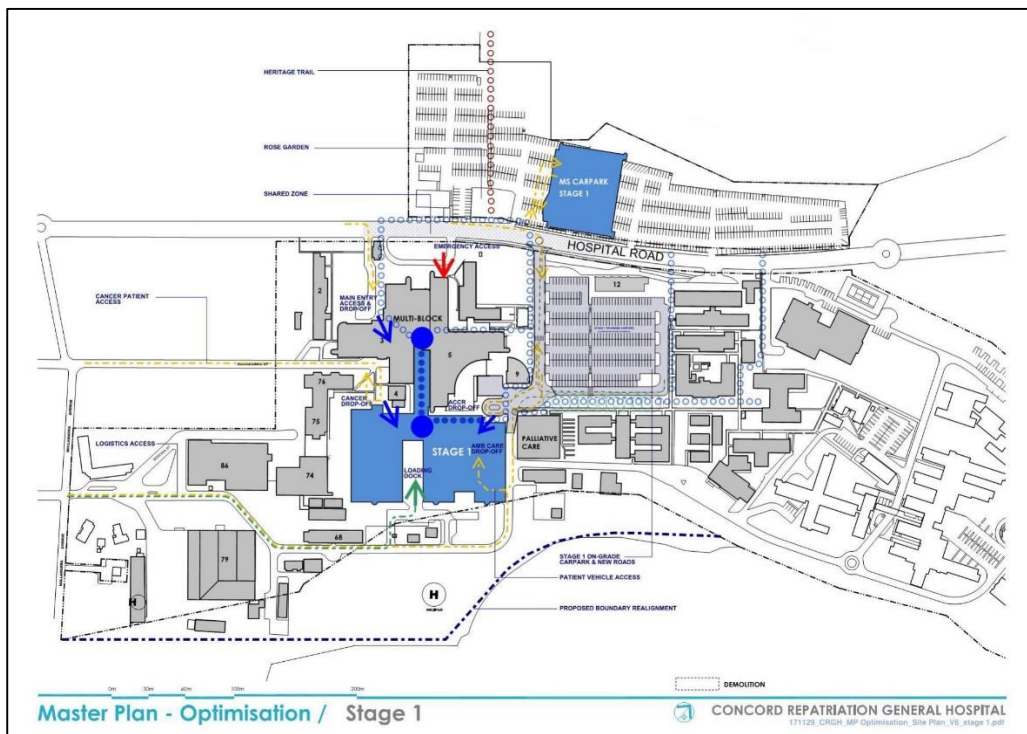 HERITAGE TRAIL
ROSE GARDEN
MS CARPARK
STAGE 1
SHARED ZONE
HOSPITAL ROAD
EMERGENCY ACCESS
2
12
CANCER PATIENT
ACCESS
MAIN ENTRY
ACCESS &
DROP-OFF
MULTI-BLOCK
3
5
9
76
4
CANCER
DROP-OFF
ACCR
DROP-OFF
75
LOGISTICS ACCESS
STAGE 1
AMB CARE
DROP-OFF
PALLIATIVE
CARE
86
74
LOADING
DOCK
68
79
STAGE 1 ON-GRADE
CARPARK & NEW ROADS
PATIENT VEHICLE ACCESS
H
H
HELIPAD
PROPOSED BOUNDARY REALIGNMENT
DEMOLITION
0m 30m 60m 100m 200m
Master Plan - Optimisation / Stage 1
CONCORD REPATRIATION GENERAL HOSPITAL
171129_CRGH_MP Optimisation_Site Plan_V6_stage 1.pdf